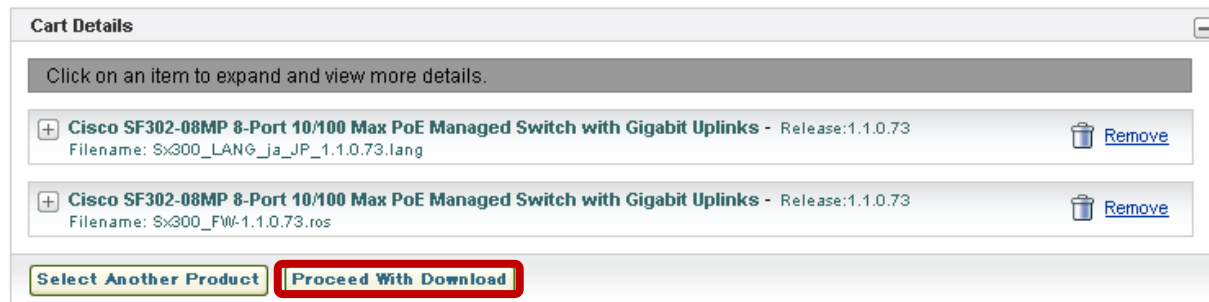 Cart Details
Click on an item to expand and view more details.
Cisco SF302-08MP 8-Port 10/100 Max PoE Managed Switch with Gigabit Uplinks - Release:1.1.0.73
Remove
Filename: Sx300_LANG_ja_JP_1.1.0.73.lang
Cisco SF302-08MP 8-Port 10/100 Max PoE Managed Switch with Gigabit Uplinks - Release:1.1.0.73
Remove
Filename: Sx300_FW-1.1.0.73.ros
Select Another Product Proceed With Download